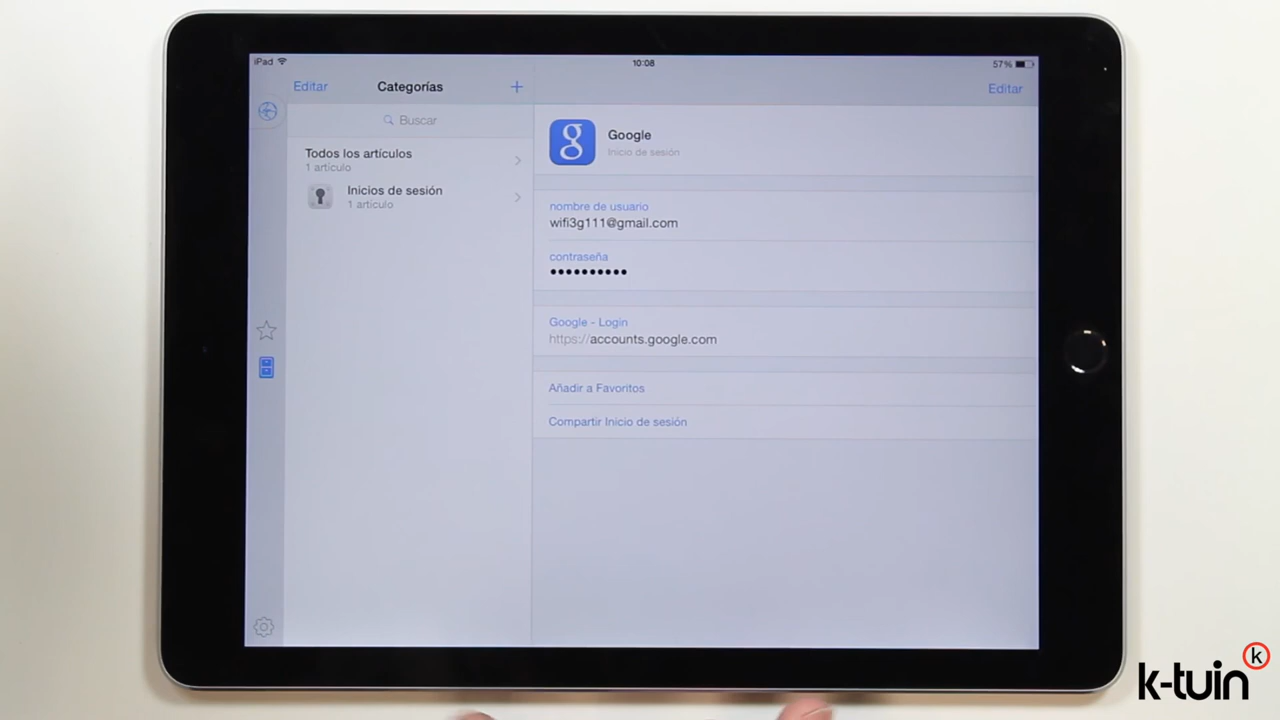 iPad
10:08
57%
Editar
Categorías
+
Buscar
Todos los artículos
1 artículo
Inicios de sesión
1 artículo
Editar
g
Google
Inicio de sesión
nombre de usuario
wifi3g111@gmail.com
contraseña
••••••••••
Google - Login
https://accounts.google.com
Añadir a Favoritos
Compartir Inicio de sesión
k-tuin
k